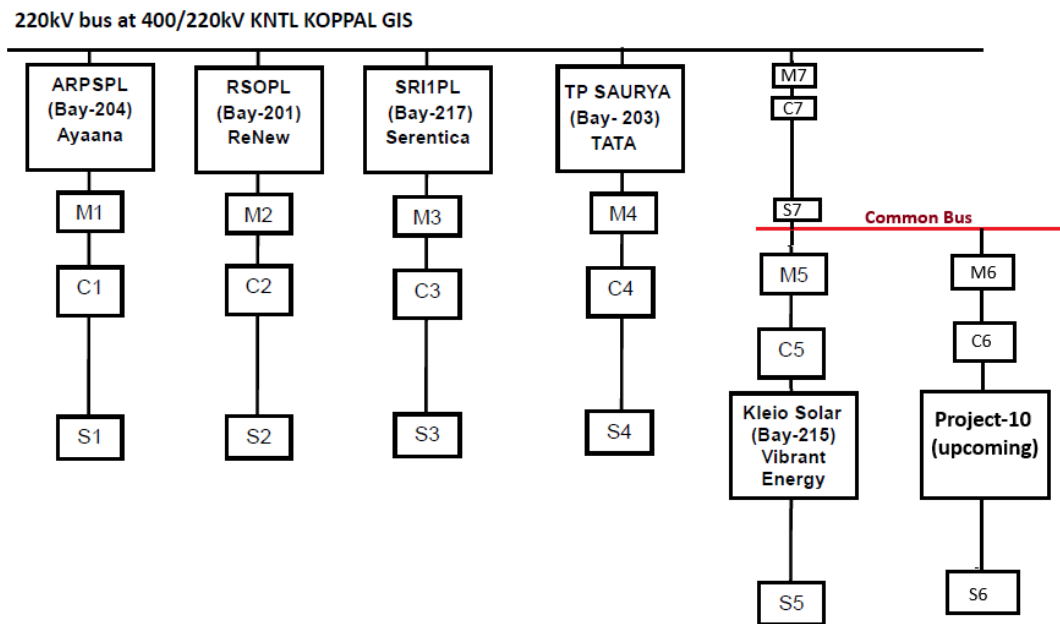 220kV bus at 400/220kV KNTL KOPPAL GIS
ARPSPL
(Bay-204)
Ayaana
M1
C1
S1
RSOPL
(Bay-201)
ReNew
M2
C2
S2
SRI1PL
(Bay-217)
Serentica
M3
C3
S3
TP SAURYA
(Bay- 203)
TATA
M4
C4
S4
M7
C7
S7
Common Bus
M5
C5
Kleio Solar
(Bay-215)
Vibrant
Energy
S5
M6
C6
Project-10
(upcoming)
S6